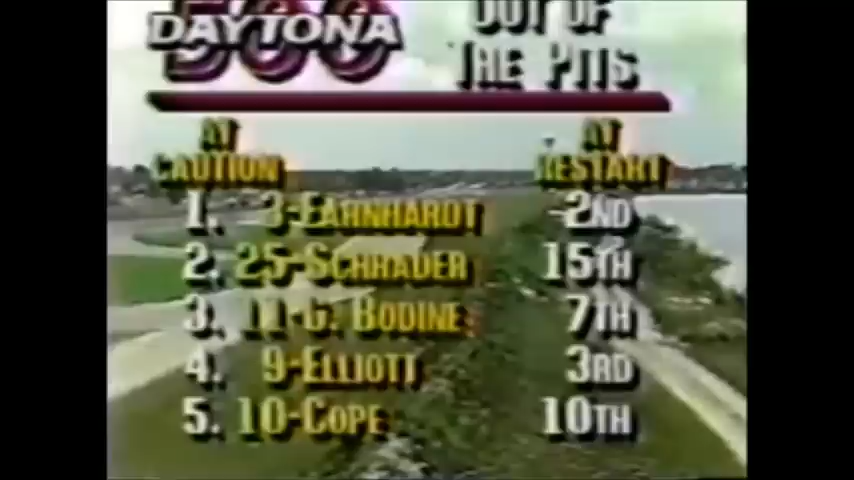 500
DAYTONA
OUT OF
THE PITS
AT
CAUTION
AT
RESTART
1. 3-EARNHARDT 2ND
2. 25-SCHRADER 15TH
3. 11-G. BODINE 7TH
4. 9-ELLIOTT 3RD
5. 10-COPE 10TH